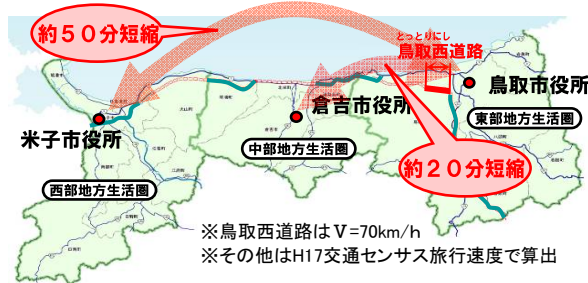 約５０分短縮
とっとりにし
鳥取西道路
鳥取市役所
倉吉市役所
米子市役所
東部地方生活圏
中部地方生活圏
約２０分短縮
西部地方生活圏
※鳥取西道路はＶ=70km/h
※その他はH17交通センサス旅行速度で算出